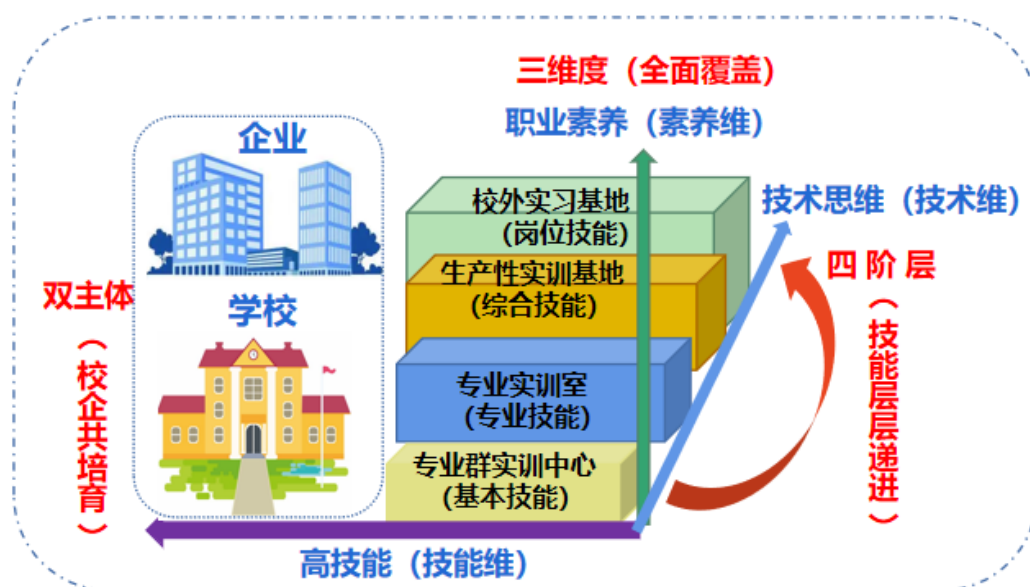 三维度（全面覆盖）
职业素养（素养维）
企业
技术思维（技术维）
校外实习基地
（岗位技能）
四阶层
（技能层层递进）
生产性实训基地
（综合技能）
双主体
（校企共培育）
学校
专业实训室
（专业技能）
专业群实训中心
（基本技能）
高技能（技能维）